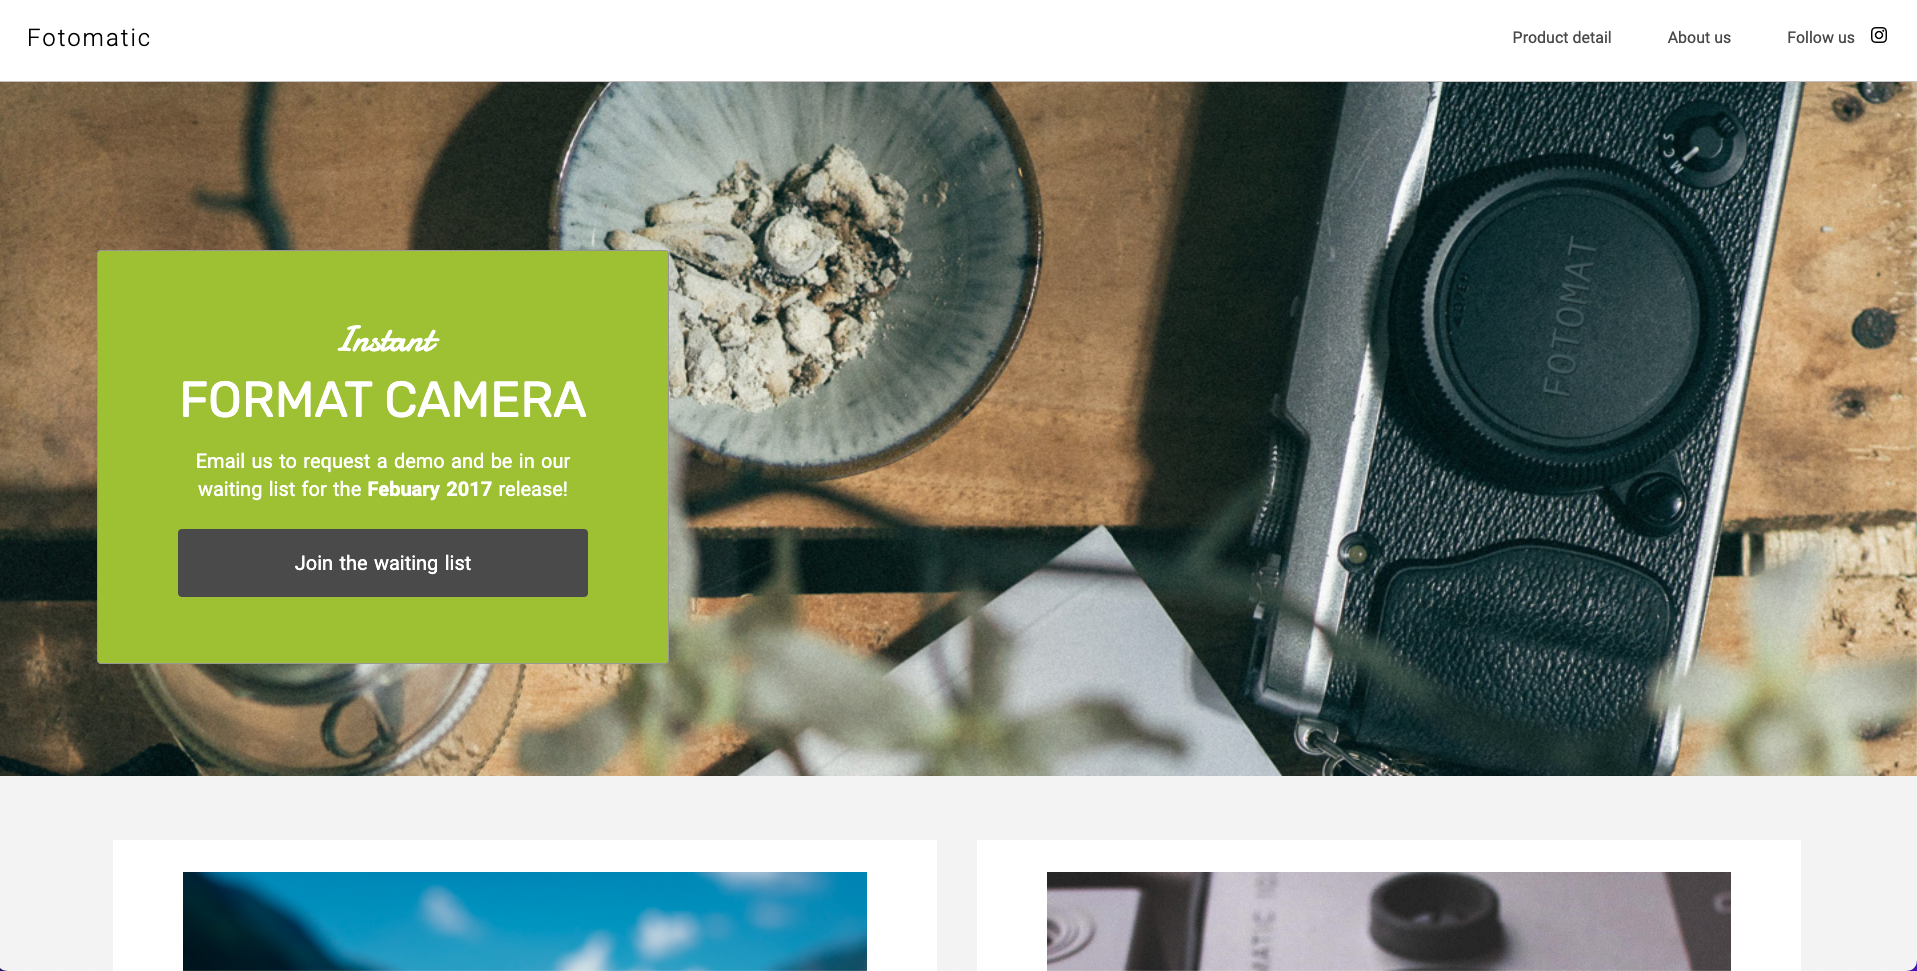 Fotomatic
Product detail
About us
Follow us
Instant
FORMAT CAMERA
Email us to request a demo and be in our
waiting list for the Febuary 2017 release!
Join the waiting list
MCS
FOTOMAT